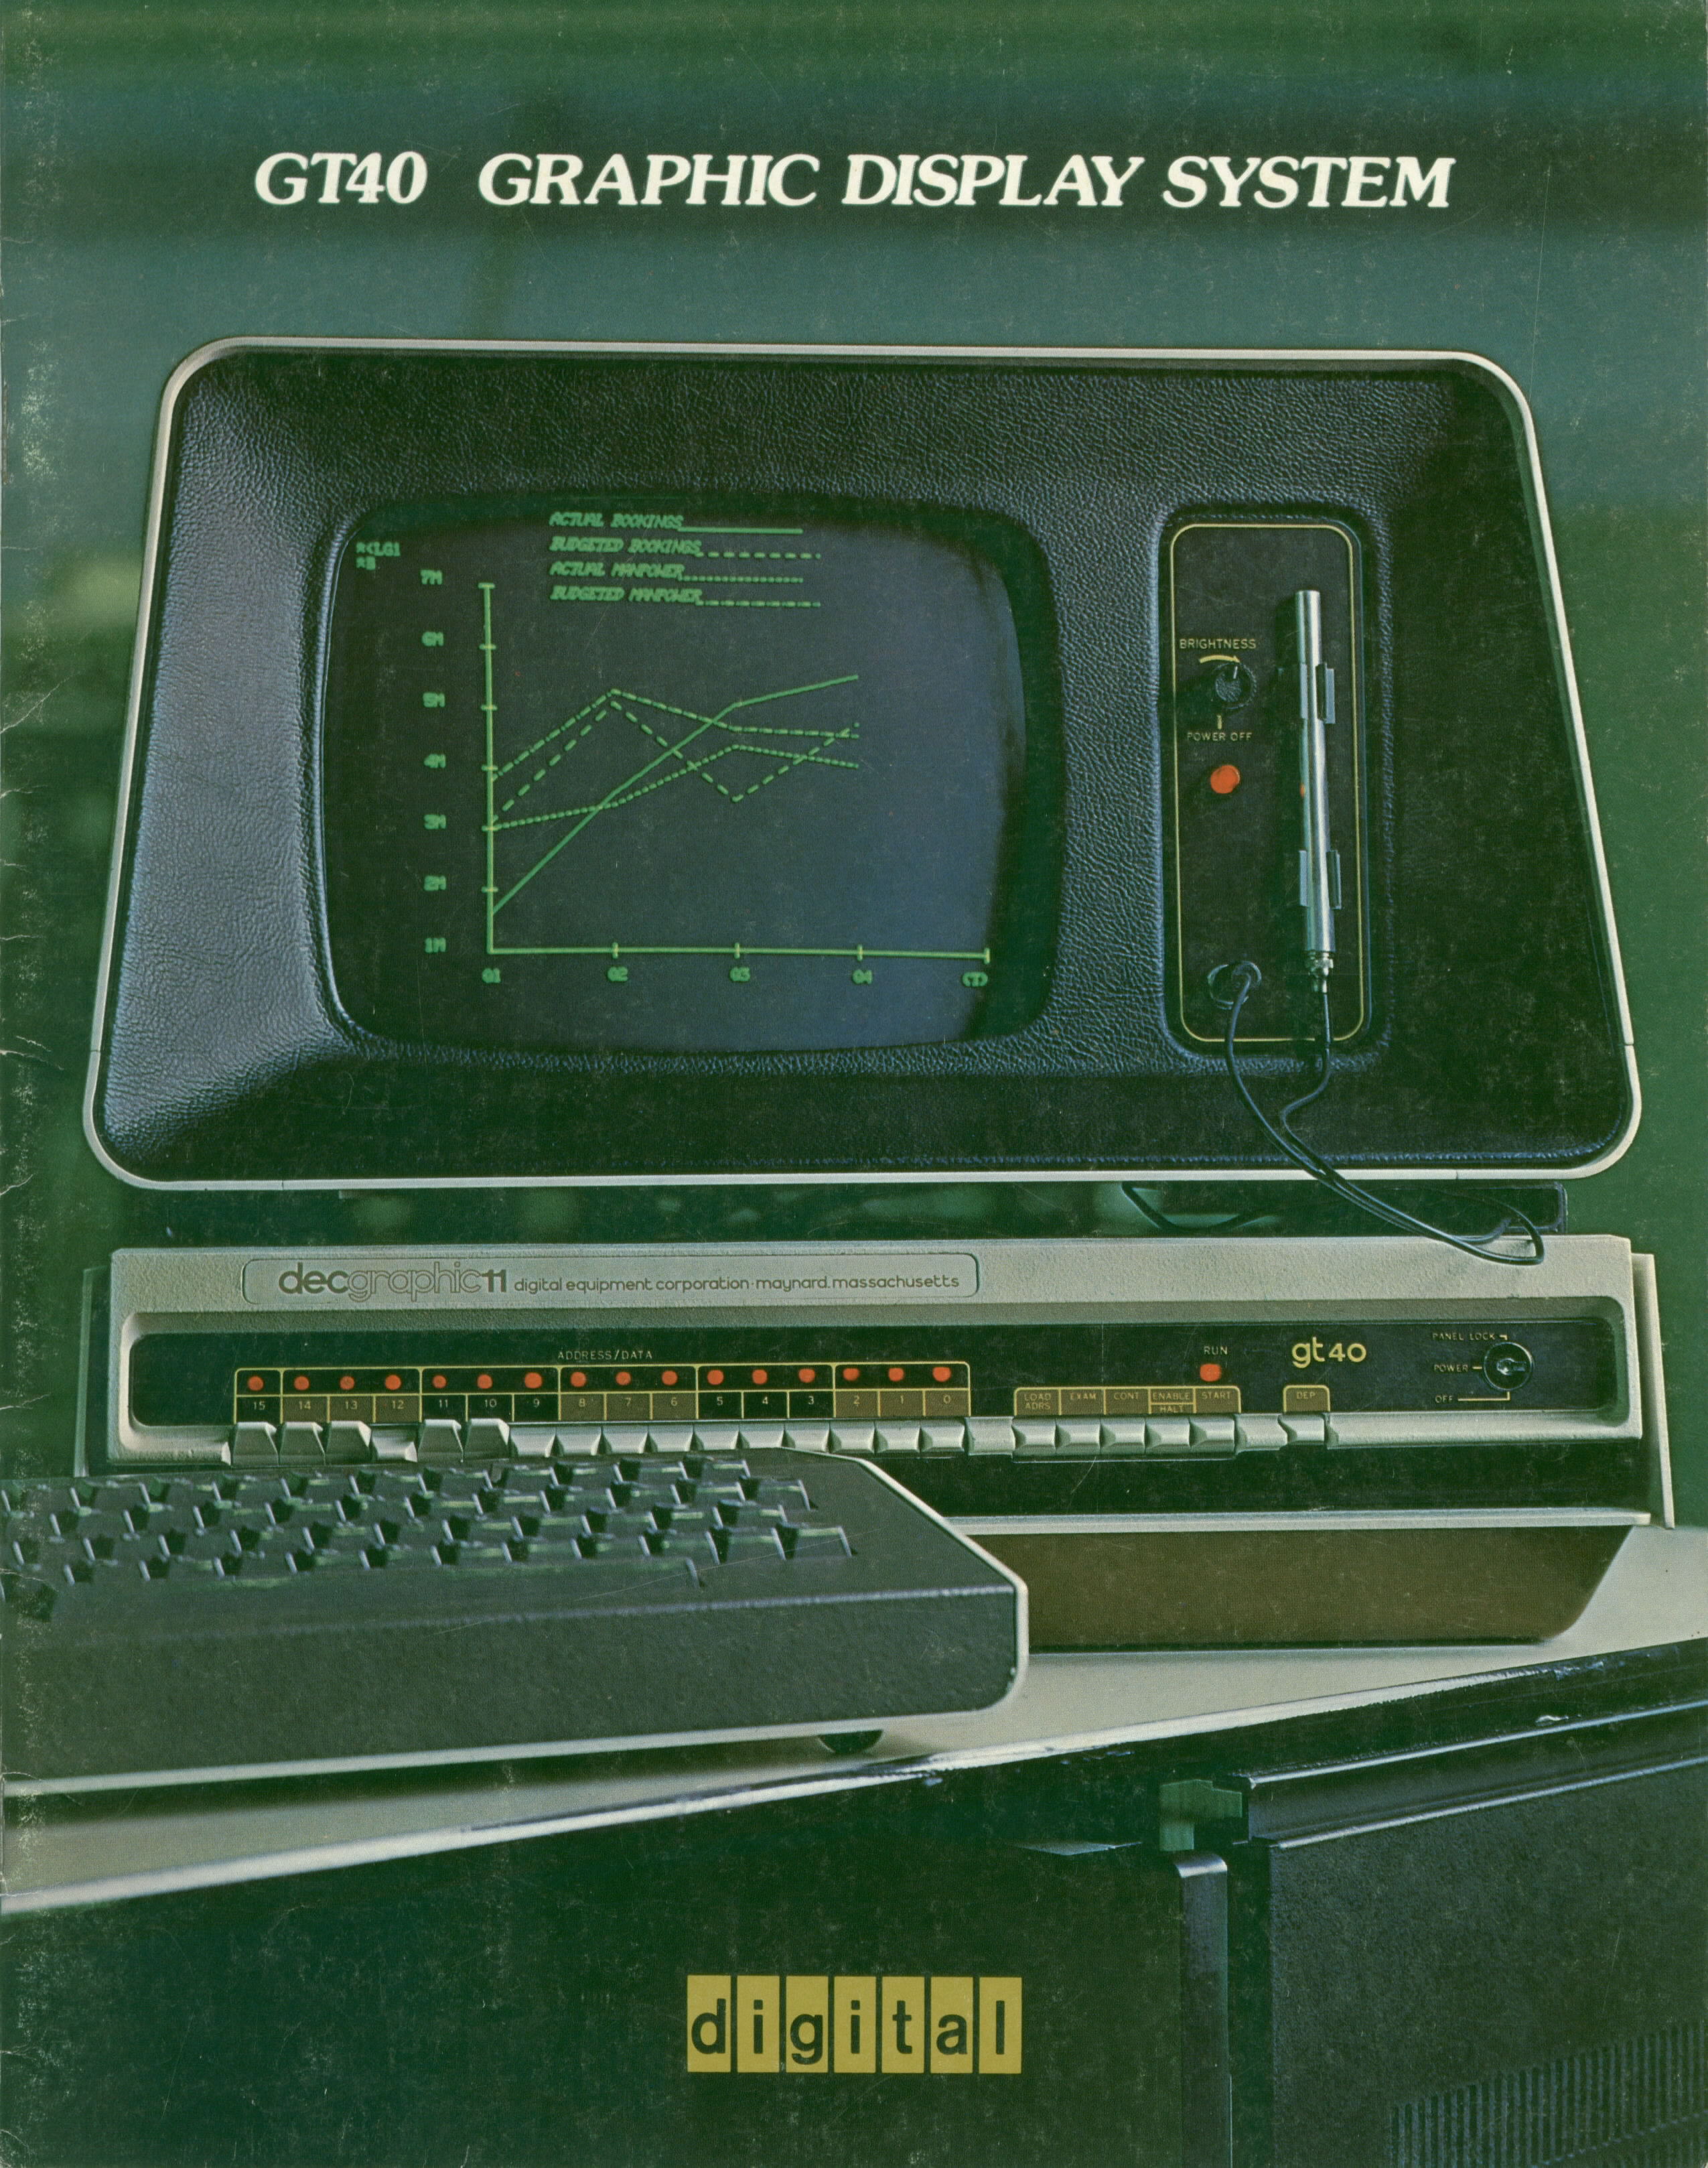 GT40 GRAPHIC DISPLAY SYSTEM
ACTUAL BOOKINGS
BUDGETED BOOKINGS
ACTUAL MANPOWER
BUDGETED MANPOWER
*<LG1
*B
7M
6M
5M
4M
3M
2M
1M
Q1 Q2 Q3 Q4 (T)
BRIGHTNESS
POWER OFF
decgraphic11 digital equipment corporation · maynard. massachusetts
ADDRESS/DATA
15 14 13 12 11 10 9 8 7 6 5 4 3 2 1 0
LOAD ADRS EXAM CONT ENABLE HALT START DEP
RUN
gt40
PANEL LOCK
POWER
OFF
digital